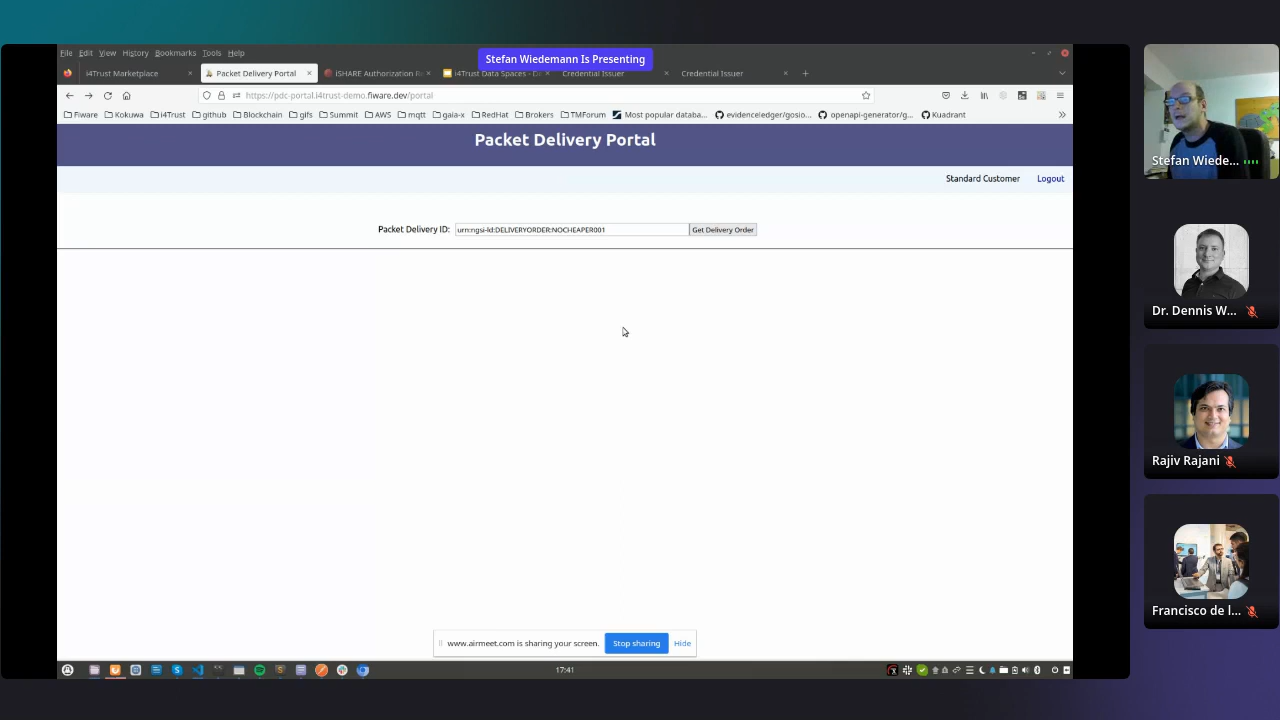 File Edit View History Bookmarks Tools Help
Stefan Wiedemann Is Presenting
i4Trust Marketplace
Packet Delivery Portal
iSHARE Authorization R
i4Trust Data Spaces - D
Credential Issuer
Credential Issuer
https://pdc-portal.i4trust-demo.fiware.dev/portal
Fiware Kokuwa i4Trust github Blockchain gifs Summit AWS mqtt gaia-x RedHat Brokers TMForum Most popular databa... evidenceledger/gosio... openapi-generator/g... Kuadrant
Packet Delivery Portal
Standard Customer Logout
Packet Delivery ID: urn:ngsi-ld:DELIVERYORDER:NOCHEAPER001 Get Delivery Order
www.airmeet.com is sharing your screen. Stop sharing Hide
17:41
Stefan Wiede...
Dr. Dennis W...
Rajiv Rajani
Francisco de l...